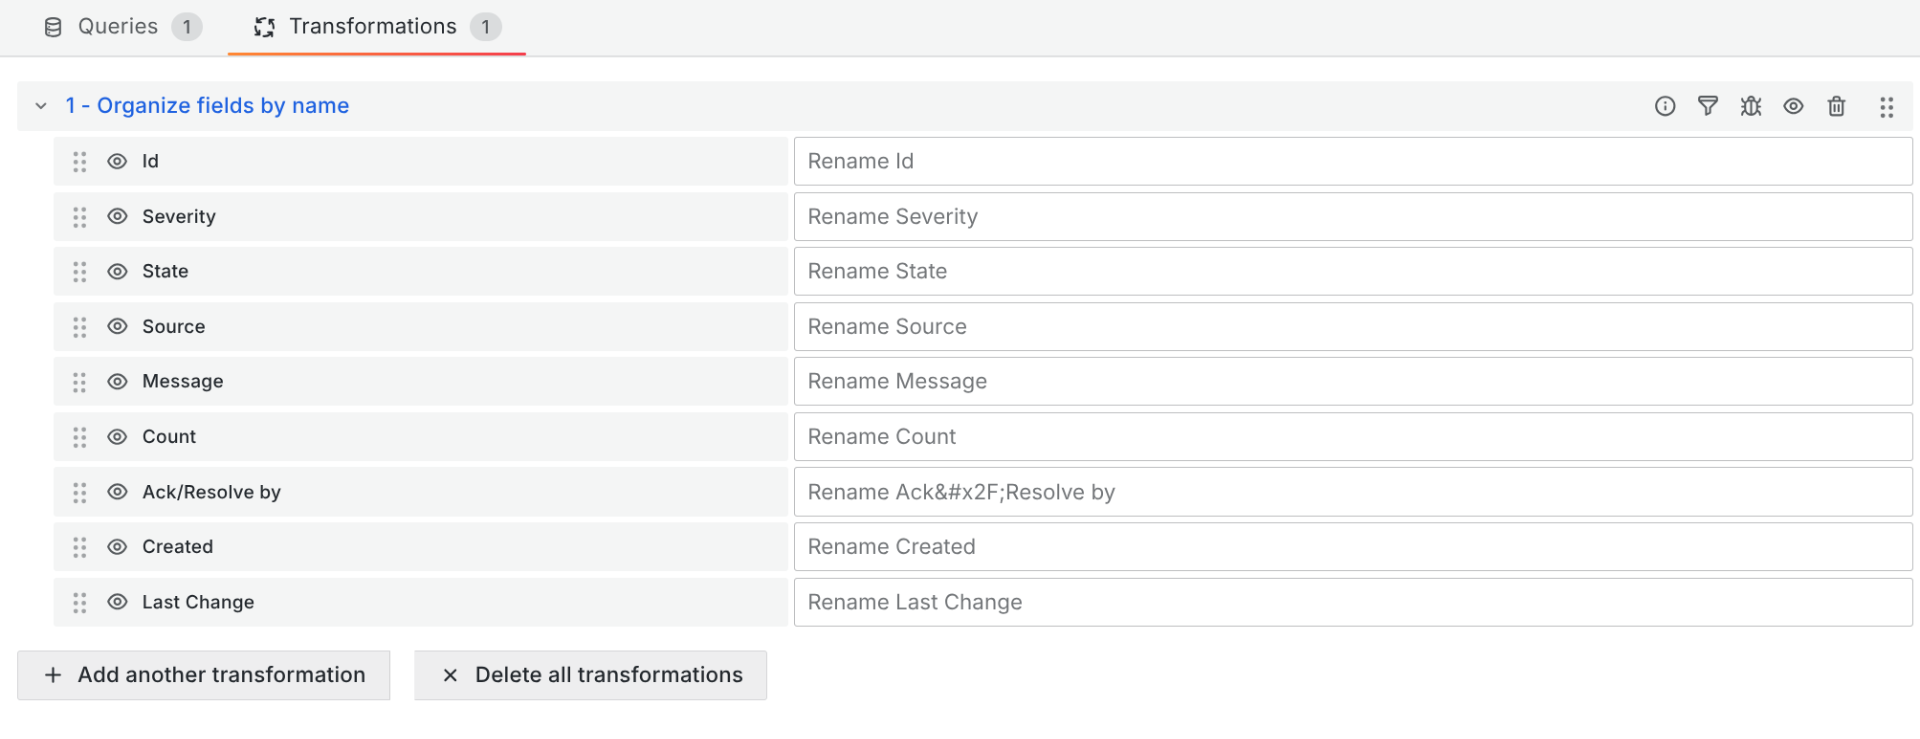 Queries 1 Transformations 1
1 - Organize fields by name
Id Rename Id
Severity Rename Severity
State Rename State
Source Rename Source
Message Rename Message
Count Rename Count
Ack/Resolve by Rename Ack&#x2F;Resolve by
Created Rename Created
Last Change Rename Last Change
Add another transformation Delete all transformations